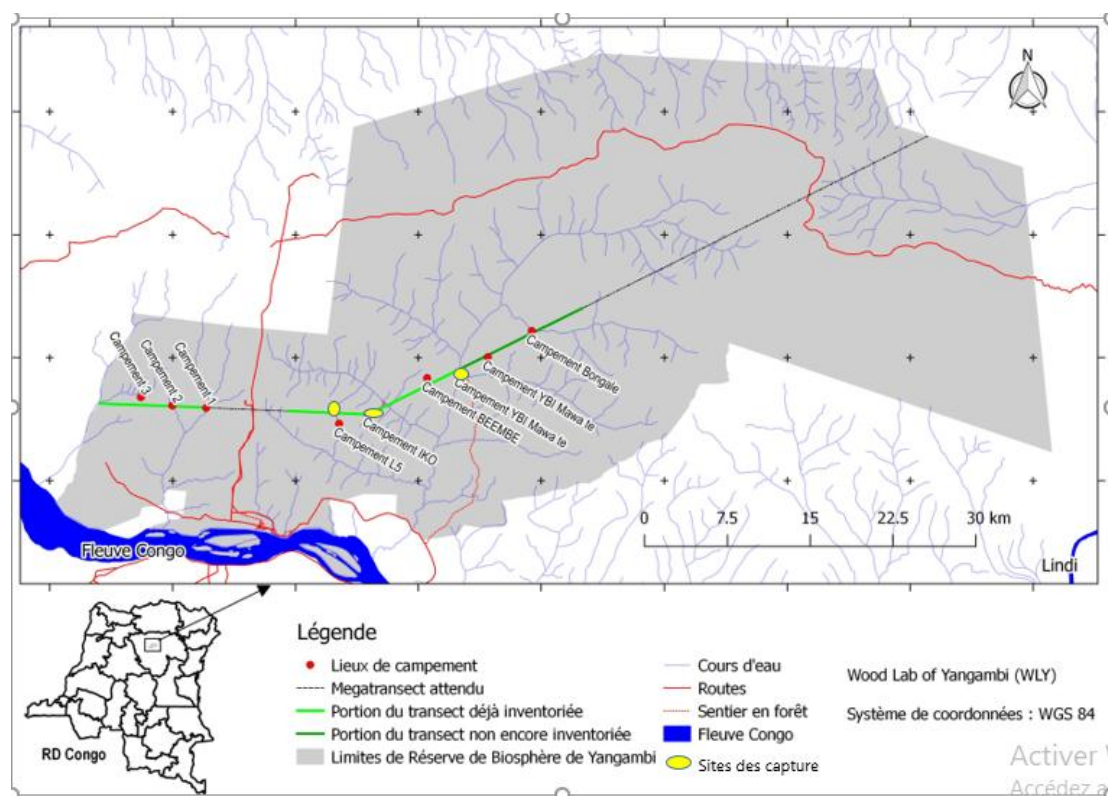 N
Campement 3
Campement 2
Campement 1
Campement Bongale
Campement YBI Mawa te
Campement YBI Mawa te
Campement BEEMBE
Campement IKO
Campement L5
0 7.5 15 22.5 30 km
Fleuve Congo
Lindi
Légende
Lieux de campement
Megatransect attendu
Portion du transect déjà inventoriée
Portion du transect non encore inventoriée
Limites de Réserve de Biosphère de Yangambi
Cours d'eau
Routes
Sentier en forêt
Fleuve Congo
Sites des capture
Wood Lab of Yangambi (WLY)
Système de coordonnées : WGS 84
RD Congo
Activer
Accédez a